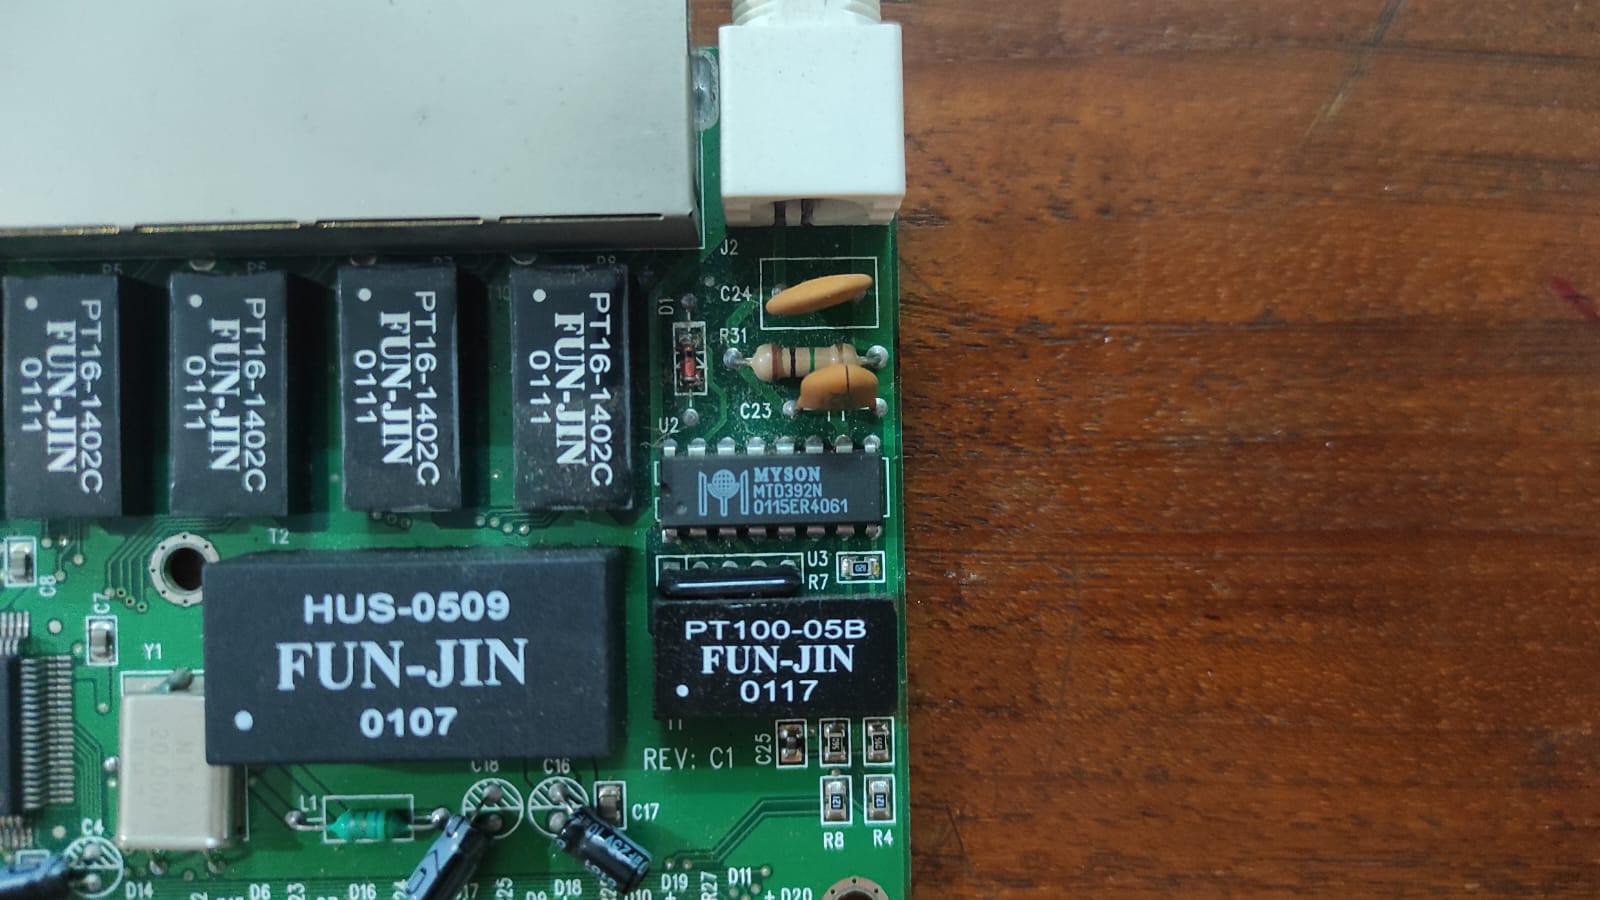 J2
C24
D1
R31
C23
U2
PT16-1402C
FUN-JIN
0111
PT16-1402C
FUN-JIN
0111
PT16-1402C
FUN-JIN
0111
PT16-1402C
FUN-JIN
0111
MYSON
MTD392N
0115ER4061
T2
U3
R7
C8
C7
Y1
HUS-0509
FUN-JIN
0107
PT100-05B
FUN-JIN
0117
REV: C1
C25
C18
C16
L1
C17
C4
R8
R4
D14
D6
D16
D18
D19
R27
D11
D20